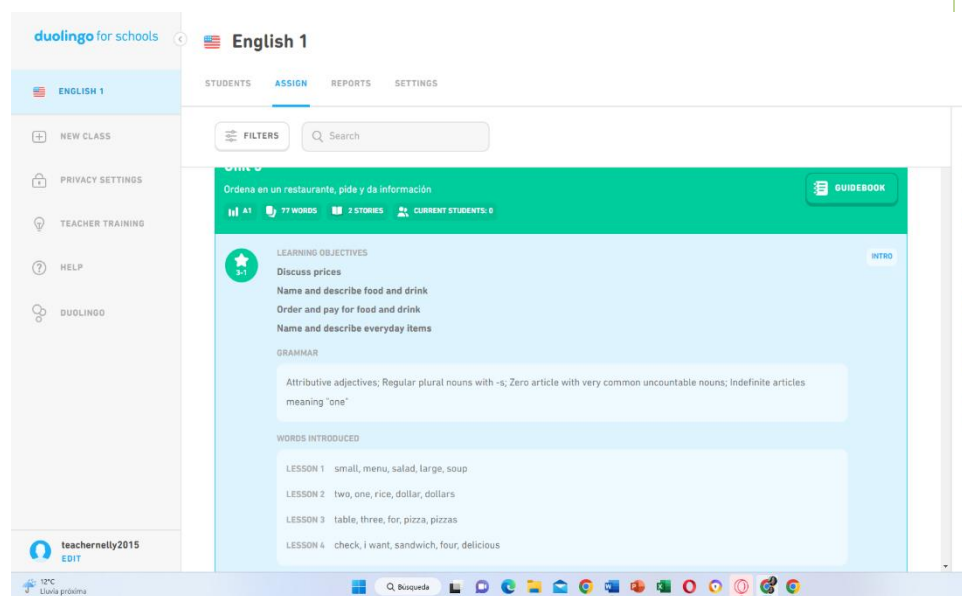 duolingo for schools
English 1
STUDENTS ASSIGN REPORTS SETTINGS
ENGLISH 1
NEW CLASS
PRIVACY SETTINGS
TEACHER TRAINING
HELP
DUOLINGO
FILTERS
Search
Ordena en un restaurante, pide y da información
A1 77 WORDS 2 STORIES CURRENT STUDENTS: 0
GUIDEBOOK
3-1
LEARNING OBJECTIVES
INTRO
Discuss prices
Name and describe food and drink
Order and pay for food and drink
Name and describe everyday items
GRAMMAR
Attributive adjectives; Regular plural nouns with -s; Zero article with very common uncountable nouns; Indefinite articles
meaning "one"
WORDS INTRODUCED
LESSON 1 small, menu, salad, large, soup
LESSON 2 two, one, rice, dollar, dollars
LESSON 3 table, three, for, pizza, pizzas
LESSON 4 check, i want, sandwich, four, delicious
teachernelly2015
EDIT
12°C
Lluvia próxima
Búsqueda